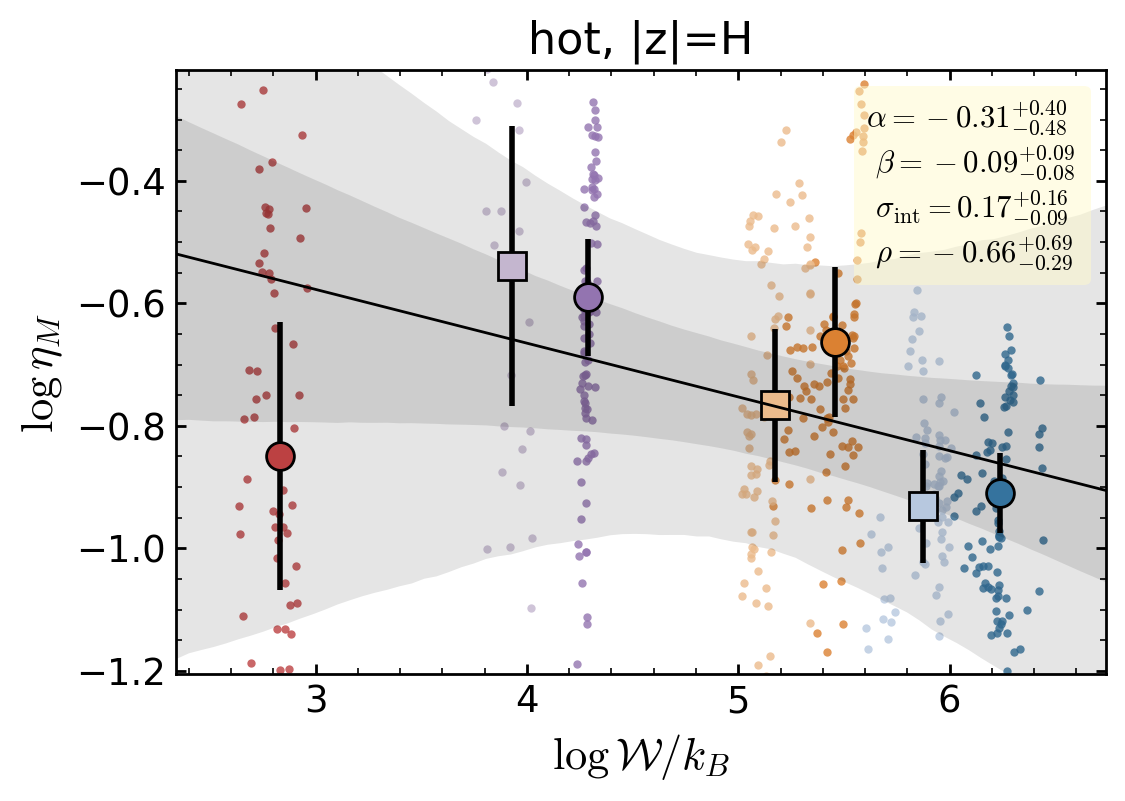 hot, |z|=H
α = −0.31^{+0.40}_{−0.48}
β = −0.09^{+0.09}_{−0.08}
σ_{int} = 0.17^{+0.16}_{−0.09}
ρ = −0.66^{+0.69}_{−0.29}
log η_M
−0.4
−0.6
−0.8
−1.0
−1.2
3 4 5 6
log 𝒲/k_B